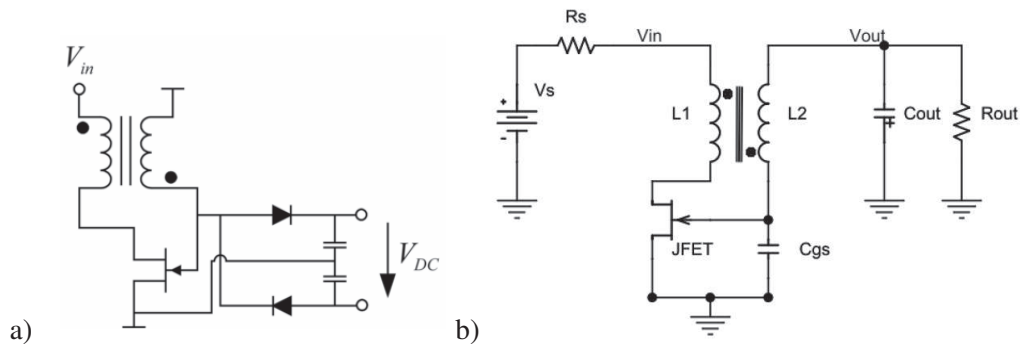 V_in
V_DC
a)
Rs
Vin
Vout
Vs
+
-
L1
L2
Cout
+
Rout
JFET
Cgs
b)